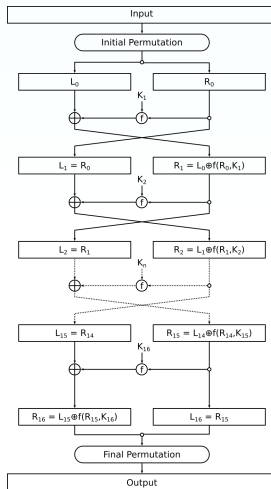 Input
Initial Permutation
L₀ R₀
K₁
f
L₁ = R₀ R₁ = L₀⊕f(R₀,K₁)
K₂
f
L₂ = R₁ R₂ = L₁⊕f(R₁,K₂)
Kₙ
f
L₁₅ = R₁₄ R₁₅ = L₁₄⊕f(R₁₄,K₁₅)
K₁₆
f
R₁₆ = L₁₅⊕f(R₁₅,K₁₆) L₁₆ = R₁₅
Final Permutation
Output